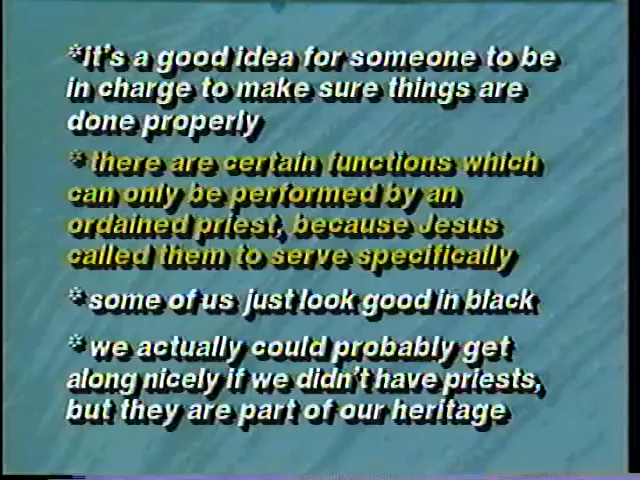 *it's a good idea for someone to be
in charge to make sure things are
done properly
* there are certain functions which
can only be performed by an
ordained priest, because Jesus
called them to serve specifically
* some of us just look good in black
* we actually could probably get
along nicely if we didn't have priests,
but they are part of our heritage